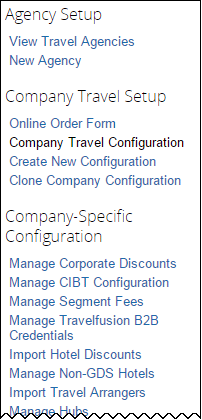 Agency Setup
View Travel Agencies
New Agency
Company Travel Setup
Online Order Form
Company Travel Configuration
Create New Configuration
Clone Company Configuration
Company-Specific
Configuration
Manage Corporate Discounts
Manage CIBT Configuration
Manage Segment Fees
Manage Travelfusion B2B
Credentials
Import Hotel Discounts
Manage Non-GDS Hotels
Import Travel Arrangers
Manage Hubs